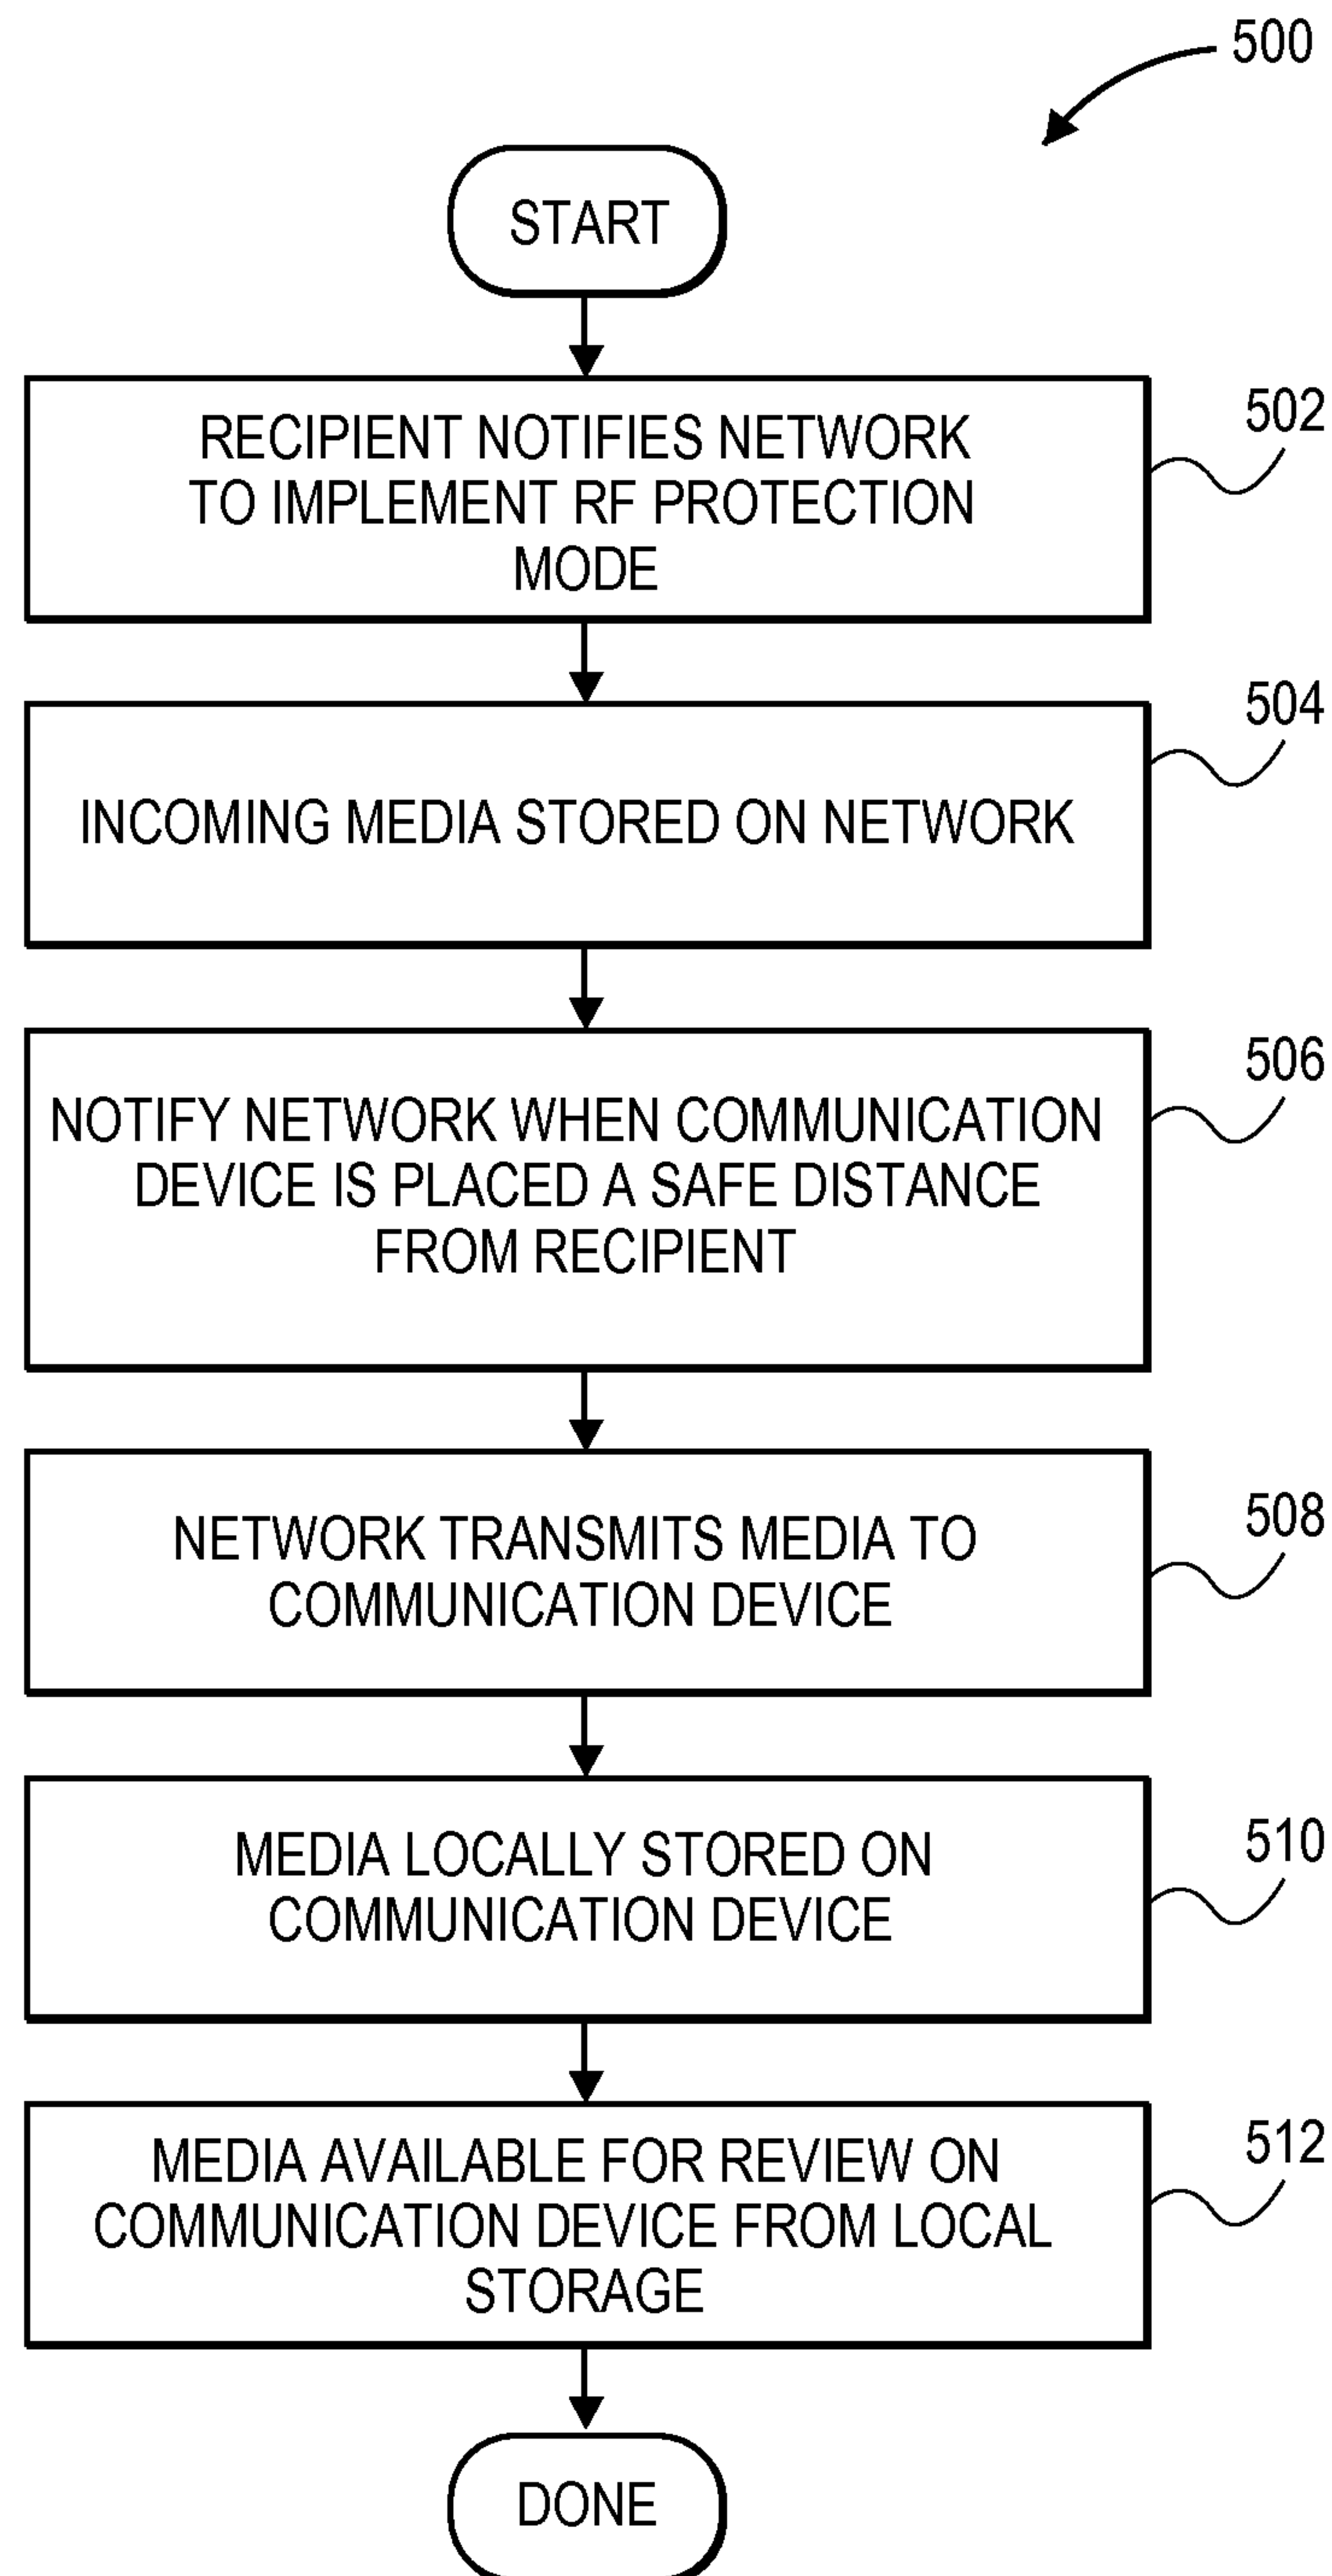 500
START
RECIPIENT NOTIFIES NETWORK
TO IMPLEMENT RF PROTECTION
MODE
502
INCOMING MEDIA STORED ON NETWORK
504
NOTIFY NETWORK WHEN COMMUNICATION
DEVICE IS PLACED A SAFE DISTANCE
FROM RECIPIENT
506
NETWORK TRANSMITS MEDIA TO
COMMUNICATION DEVICE
508
MEDIA LOCALLY STORED ON
COMMUNICATION DEVICE
510
MEDIA AVAILABLE FOR REVIEW ON
COMMUNICATION DEVICE FROM LOCAL
STORAGE
512
DONE